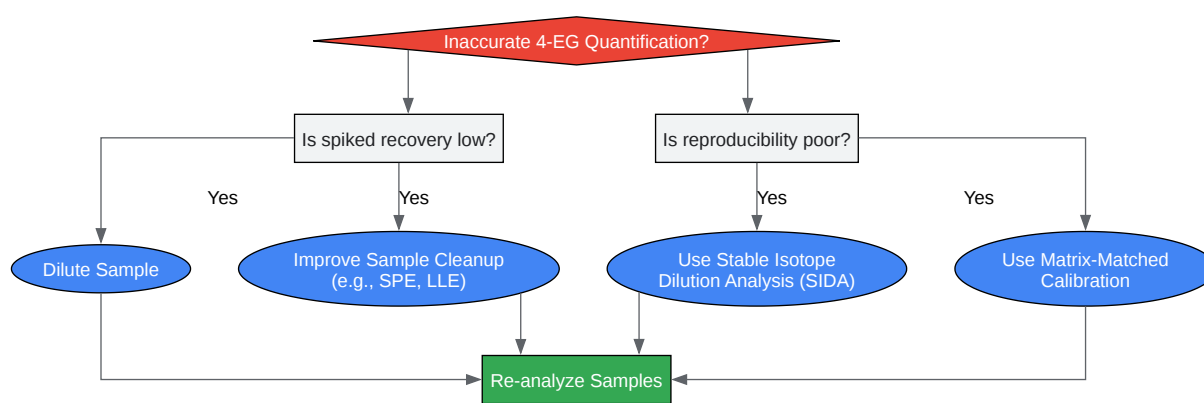 Inaccurate 4-EG Quantification?
Is spiked recovery low?
Is reproducibility poor?
Yes
Yes
Yes
Yes
Dilute Sample
Improve Sample Cleanup
(e.g., SPE, LLE)
Use Stable Isotope
Dilution Analysis (SIDA)
Use Matrix-Matched
Calibration
Re-analyze Samples